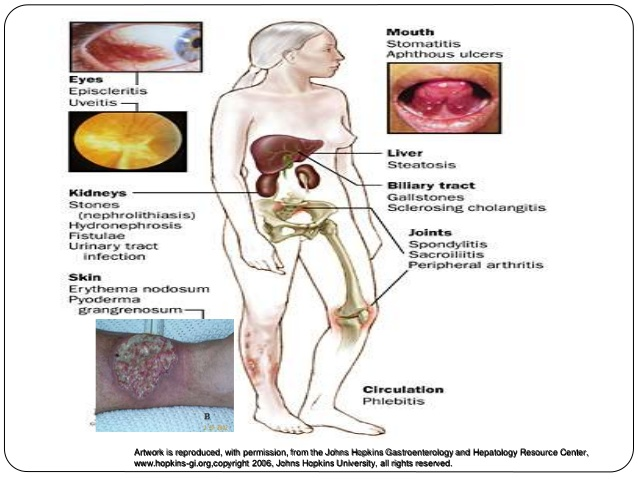 Eyes
Episcleritis
Uveitis
Mouth
Stomatitis
Aphthous ulcers
Liver
Steatosis
Biliary tract
Gallstones
Sclerosing cholangitis
Kidneys
Stones
(nephrolithiasis)
Hydronephrosis
Fistulae
Urinary tract
infection
Joints
Spondylitis
Sacroiliitis
Peripheral arthritis
Skin
Erythema nodosum
Pyoderma
grangrenosum
B
Circulation
Phlebitis
Artwork is reproduced, with permission, from the Johns Hopkins Gastroenterology and Hepatology Resource Center,
www.hopkins-gi.org,copyright 2006, Johns Hopkins University, all rights reserved.